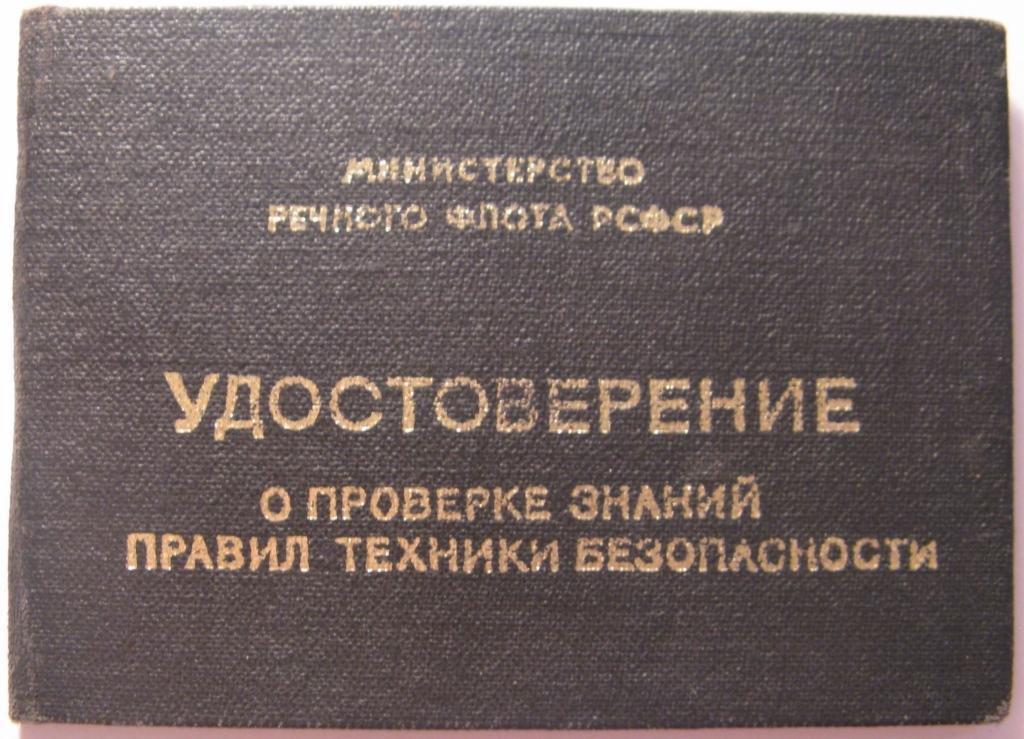 МИНИСТЕРСТВО
РЕЧНОГО ФЛОТА РСФСР
УДОСТОВЕРЕНИЕ
О ПРОВЕРКЕ ЗНАНИЙ
ПРАВИЛ ТЕХНИКИ БЕЗОПАСНОСТИ